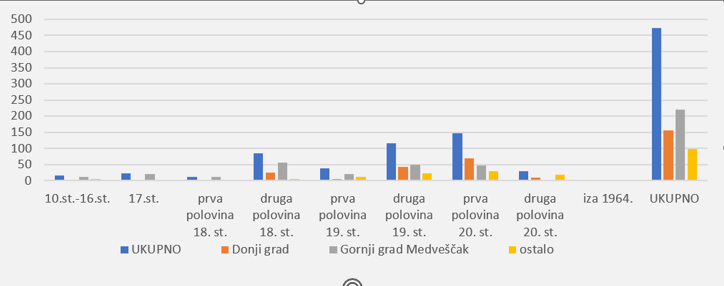 500
450
400
350
300
250
200
150
100
50
0
10.st.-16.st. 17.st. prva druga prva druga prva druga iza 1964. UKUPNO
polovina polovina polovina polovina polovina polovina
18. st. 18. st. 19. st. 19. st. 20. st. 20. st.
UKUPNO Donji grad Gornji grad Medveščak ostalo